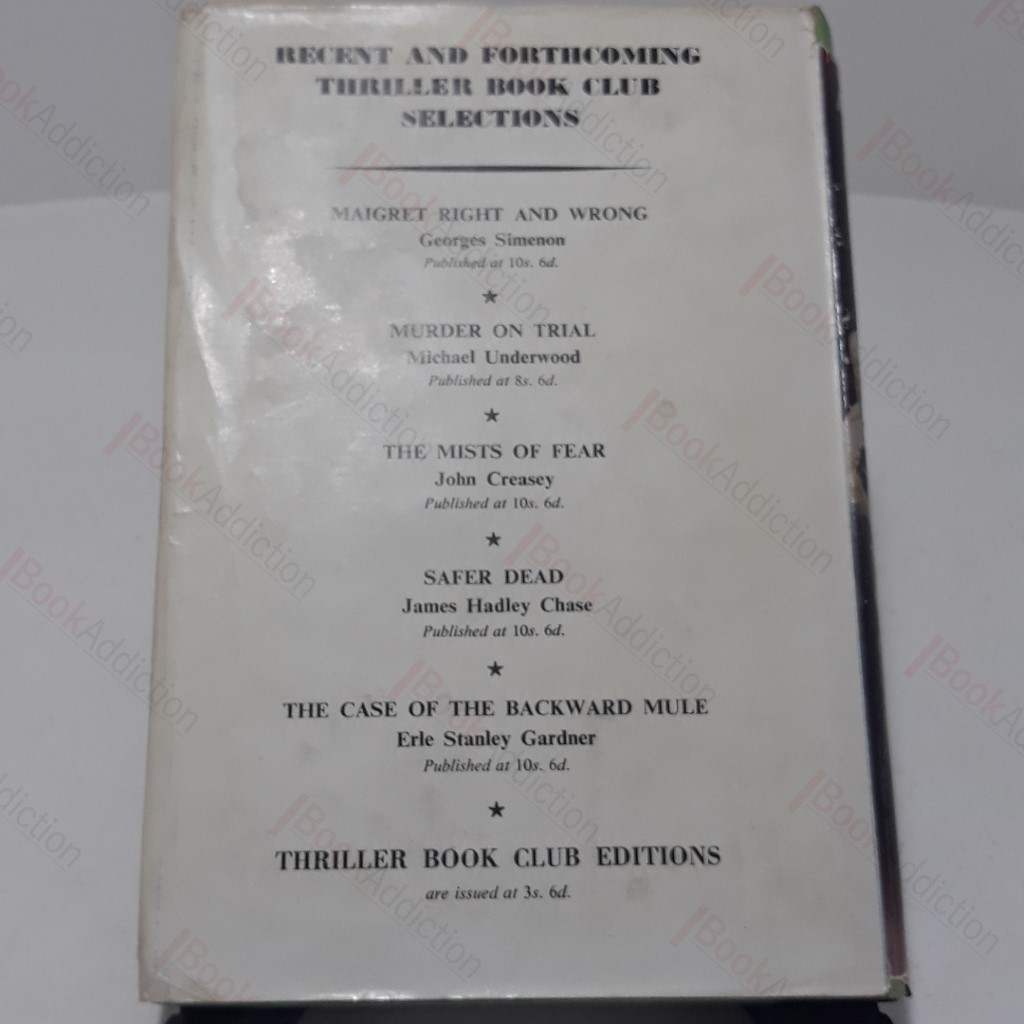 RECENT AND FORTHCOMING
THRILLER BOOK CLUB
SELECTIONS
MAIGRET RIGHT AND WRONG
Georges Simenon
Published at 10s. 6d.
★
MURDER ON TRIAL
Michael Underwood
Published at 8s. 6d.
★
THE MISTS OF FEAR
John Creasey
Published at 10s. 6d.
★
SAFER DEAD
James Hadley Chase
Published at 10s. 6d.
★
THE CASE OF THE BACKWARD MULE
Erle Stanley Gardner
Published at 10s. 6d.
★
THRILLER BOOK CLUB EDITIONS
are issued at 3s. 6d.
BookAddiction